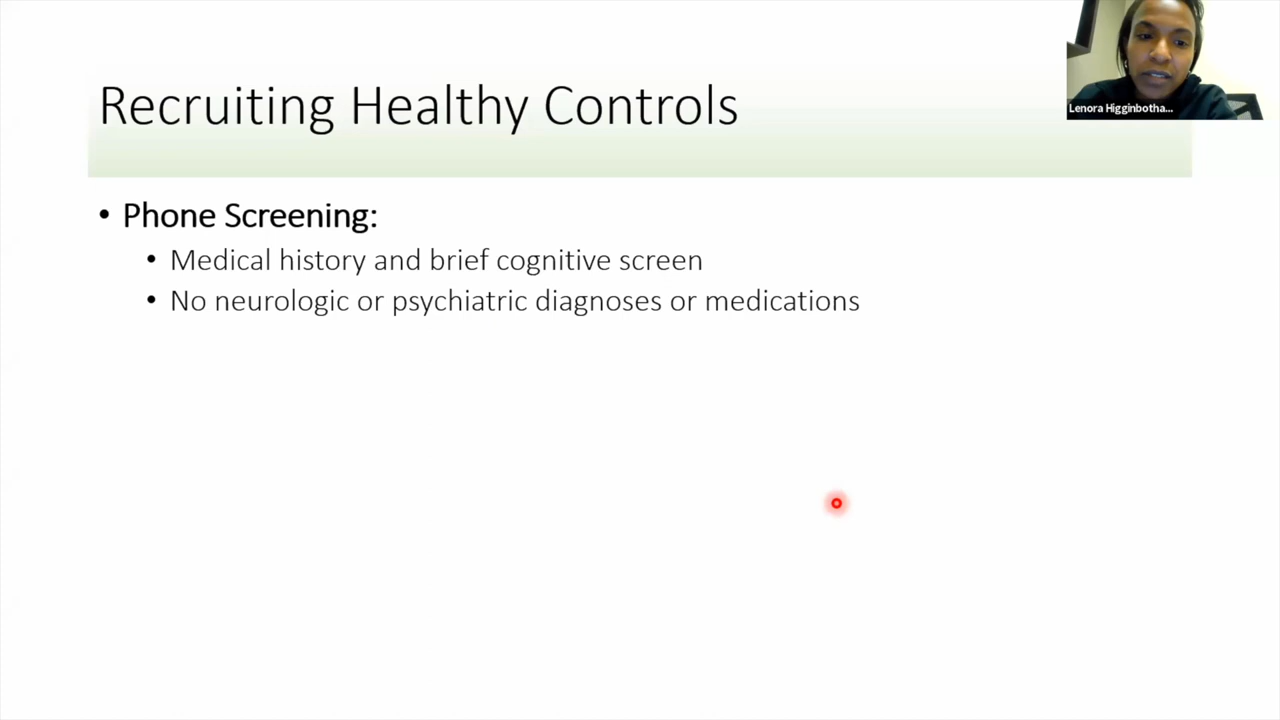 Recruiting Healthy Controls
Lenora Higginbotha...
• Phone Screening:
• Medical history and brief cognitive screen
• No neurologic or psychiatric diagnoses or medications